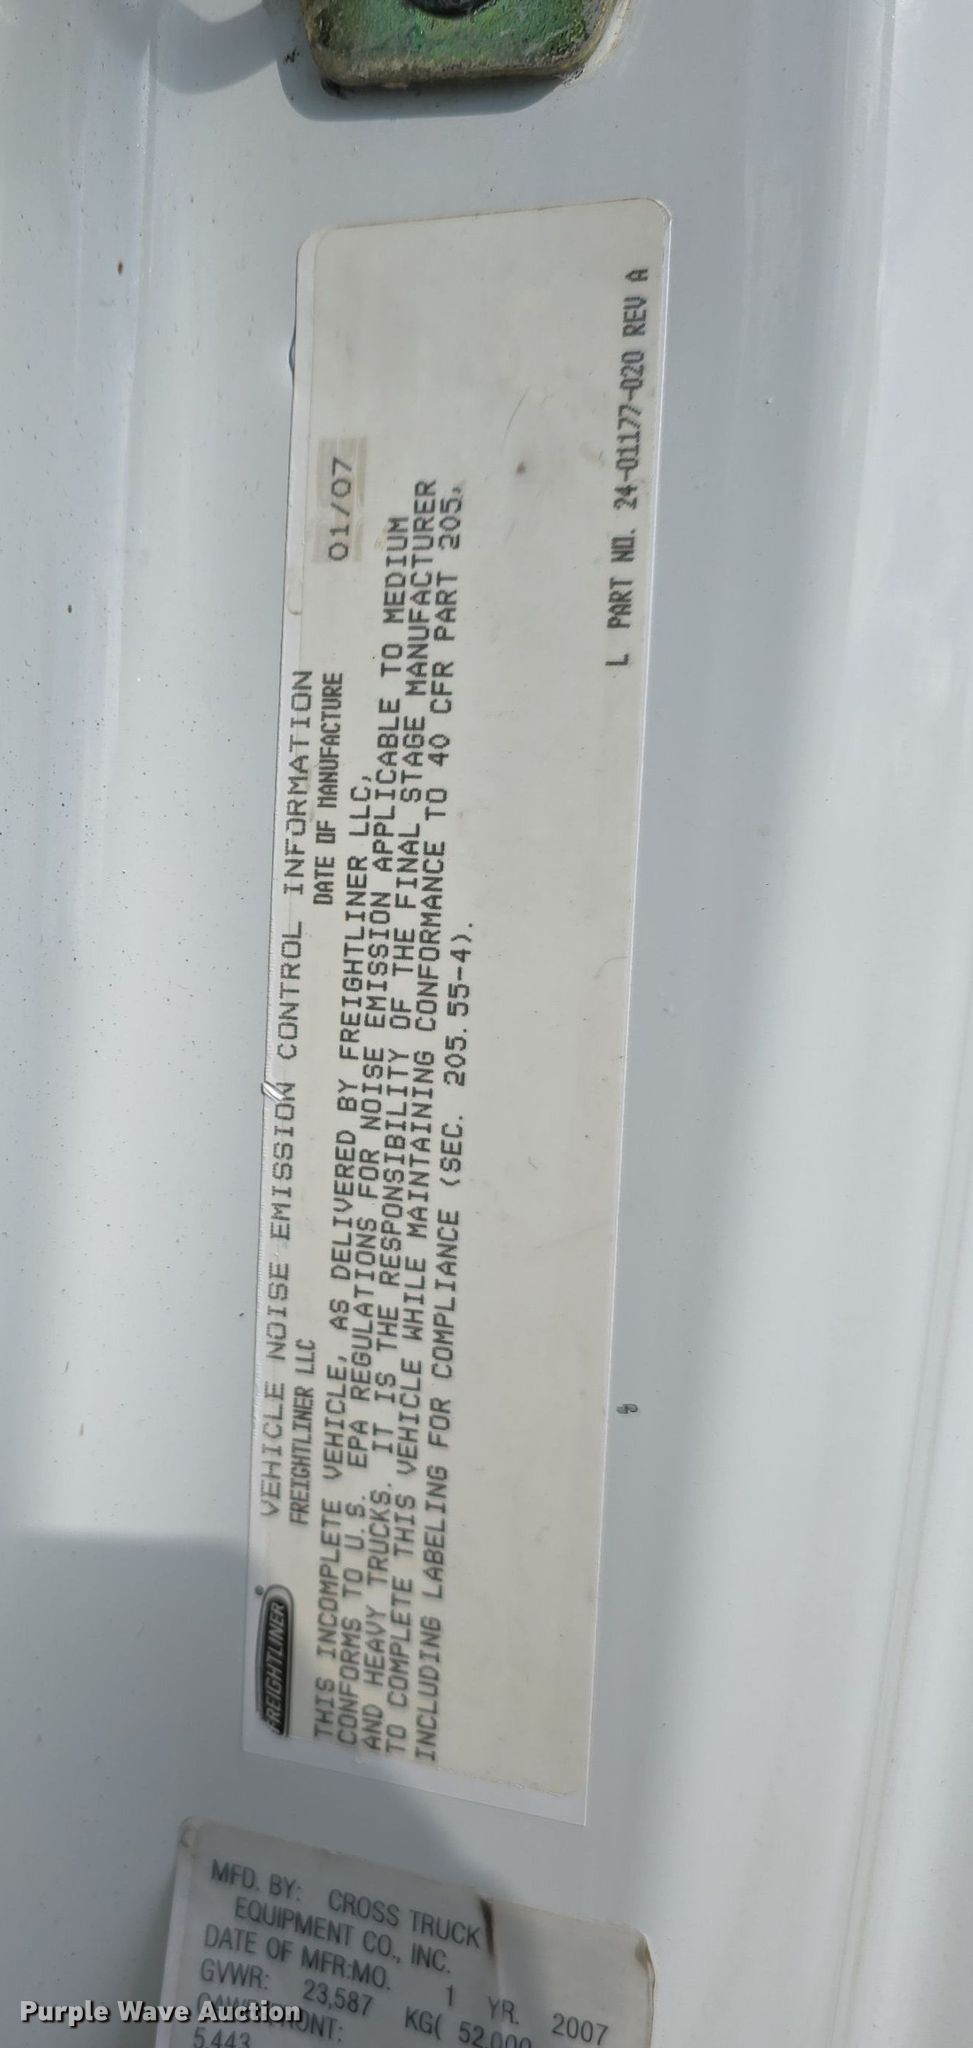 FREIGHTLINER
VEHICLE NOISE EMISSION CONTROL INFORMATION
FREIGHTLINER LLC DATE OF MANUFACTURE 01/07
THIS INCOMPLETE VEHICLE, AS DELIVERED BY FREIGHTLINER LLC,
CONFORMS TO U.S. EPA REGULATIONS FOR NOISE EMISSION APPLICABLE TO MEDIUM
AND HEAVY TRUCKS. IT IS THE RESPONSIBILITY OF THE FINAL STAGE MANUFACTURER
TO COMPLETE THIS VEHICLE WHILE MAINTAINING CONFORMANCE TO 40 CFR PART 205,
INCLUDING LABELING FOR COMPLIANCE (SEC. 205.55-4).
L PART NO. 24-01177-020 REV A
MFD. BY: CROSS TRUCK
EQUIPMENT CO., INC.
DATE OF MFR:MO. 1 YR. 2007
GVWR: 23,587 KG( 52,000
FRONT:
5,443
Purple Wave Auction